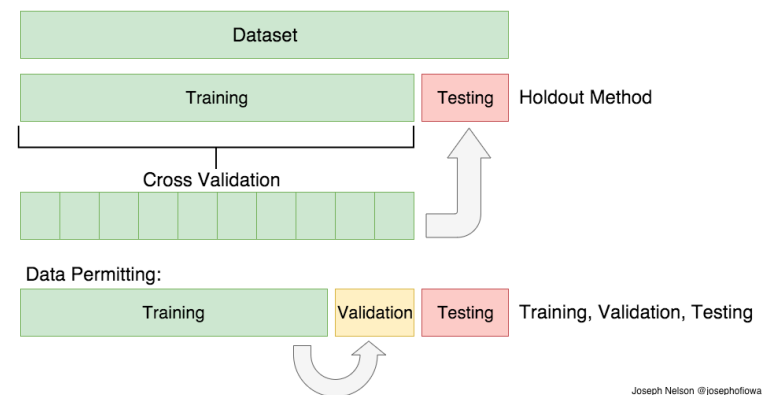 Dataset
Training Testing Holdout Method
Cross Validation
Data Permitting:
Training Validation Testing Training, Validation, Testing
Joseph Nelson @josephofiowa